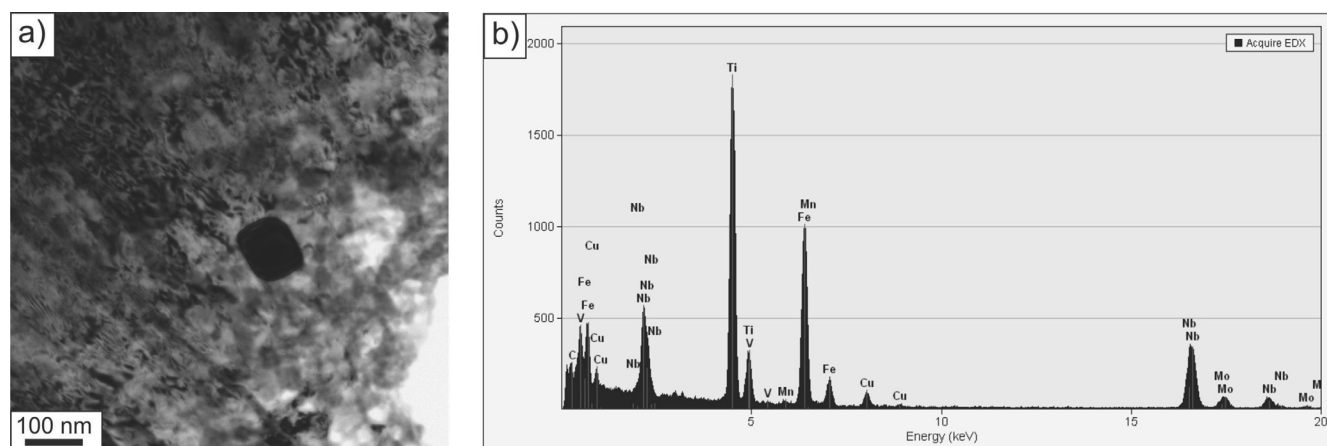 a)
100 nm
b)
Acquire EDX
2000
1500
1000
500
Counts
5
10
15
20
Energy (keV)
Ti
Mn
Fe
Nb
Cu
Nb
Fe
Nb
Nb
Fe
V
Nb
Cu
Cu
Nb
C
Ti
V
V
Mn
Fe
Cu
Cu
Nb
Nb
Mo
Mo
Nb
Nb
M
Mo